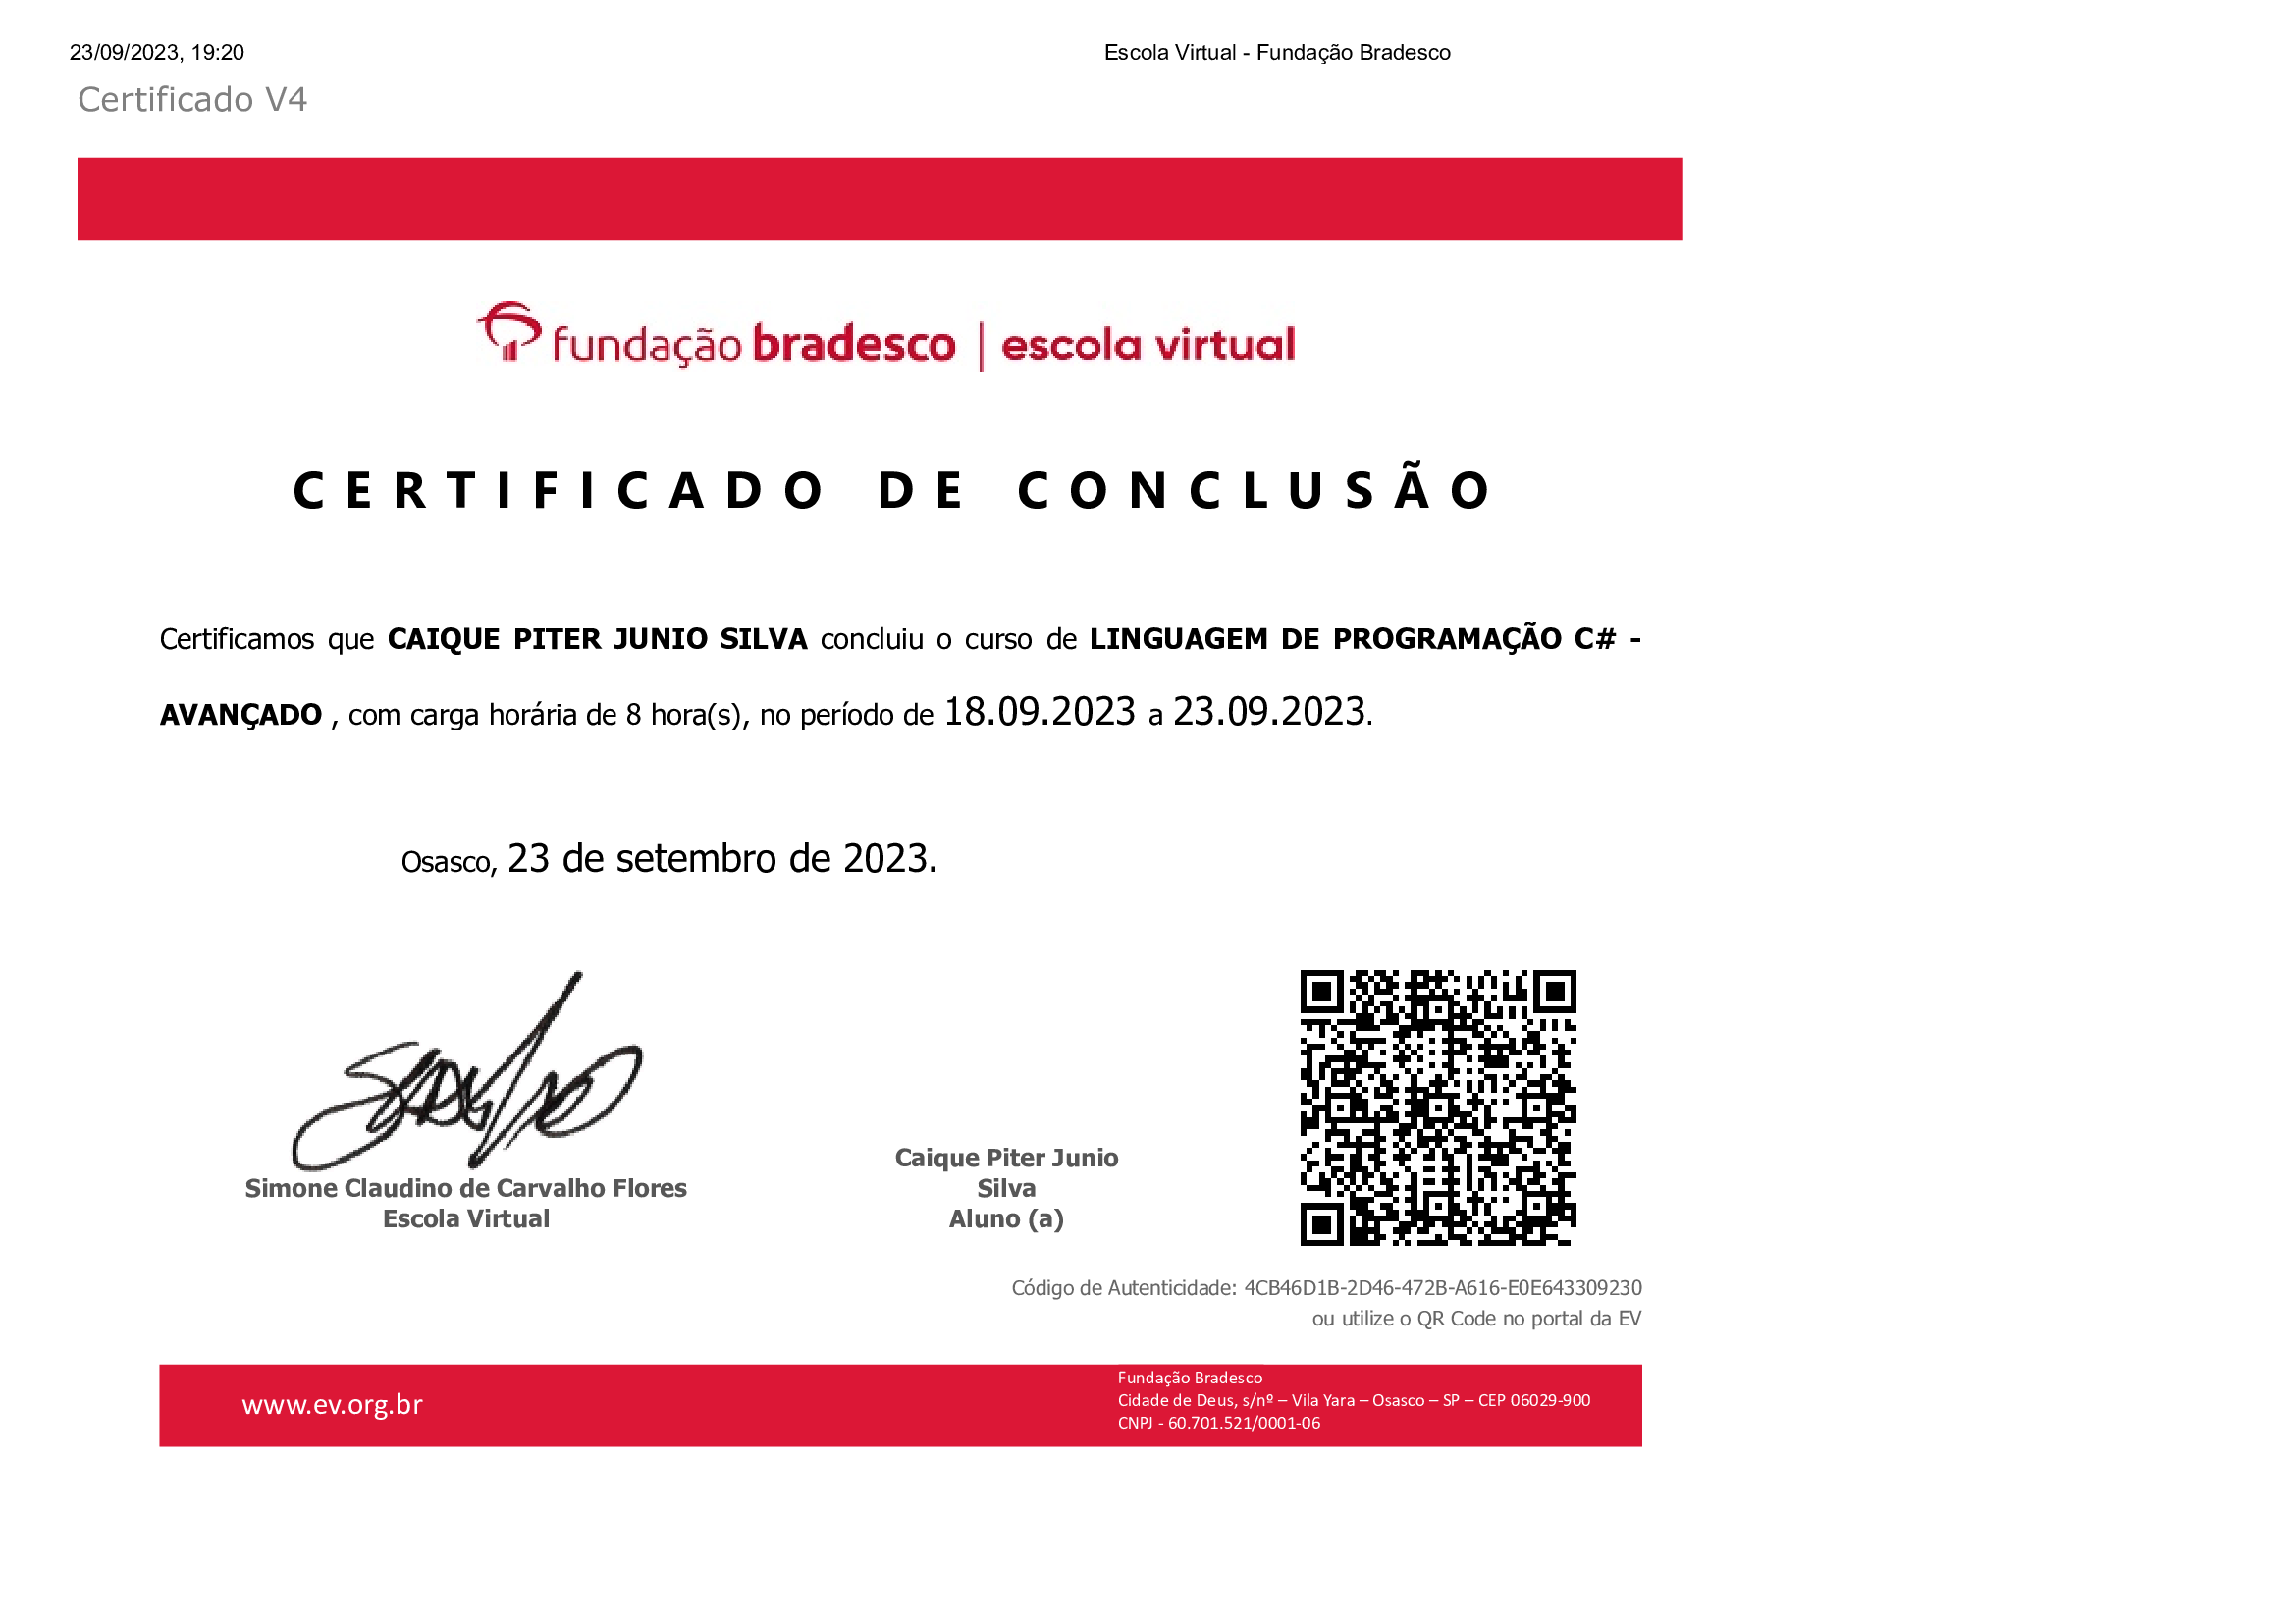 23/09/2023, 19:20
Escola Virtual - Fundação Bradesco
Certificado V4
fundação bradesco | escola virtual
CERTIFICADO DE CONCLUSÃO
Certificamos que CAIQUE PITER JUNIO SILVA concluiu o curso de LINGUAGEM DE PROGRAMAÇÃO C# -
AVANÇADO , com carga horária de 8 hora(s), no período de 18.09.2023 a 23.09.2023.
Osasco, 23 de setembro de 2023.
Simone Claudino de Carvalho Flores
Escola Virtual
Caique Piter Junio
Silva
Aluno (a)
Código de Autenticidade: 4CB46D1B-2D46-472B-A616-E0E643309230
ou utilize o QR Code no portal da EV
www.ev.org.br
Fundação Bradesco
Cidade de Deus, s/nº – Vila Yara – Osasco – SP – CEP 06029-900
CNPJ - 60.701.521/0001-06